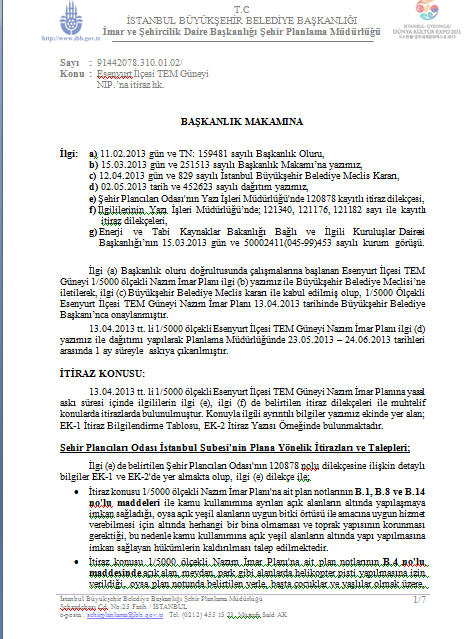 T.C
İSTANBUL BÜYÜKŞEHİR BELEDİYE BAŞKANLIĞI
İmar ve Şehircilik Daire Başkanlığı Şehir Planlama Müdürlüğü
http://www.ibb.gov.tr
İSTANBUL - GYEONGJU
DÜNYA KÜLTÜR EXPO 2013
Sayı : 91442078.310.01.02/
Konu : Esenyurt İlçesi TEM Güneyi
NİP. 'na itiraz hk.
BAŞKANLIK MAKAMINA
İlgi: a) 11.02.2013 gün ve TN: 159481 sayılı Başkanlık Oluru,
b) 15.03.2013 gün ve 251513 sayılı Başkanlık Makamı'na yazımız,
c) 12.04.2013 gün ve 829 sayılı İstanbul Büyükşehir Belediye Meclis Kararı,
d) 02.05.2013 tarih ve 452623 sayılı dağıtım yazımız,
e) Şehir Plancıları Odası'nın Yazı İşleri Müdürlüğü'nde 120878 kayıtlı itiraz dilekçesi,
f) İlgililerinin Yazı İşleri Müdürlüğü'nde; 121340, 121176, 121182 sayı ile kayıtlı
itiraz dilekçeleri,
g) Enerji ve Tabi Kaynaklar Bakanlığı Bağlı ve İlgili Kuruluşlar Dairesi
Başkanlığı'nın 15.03.2013 gün ve 50002411(045-99)453 sayılı kurum görüşü.
İlgi (a) Başkanlık oluru doğrultusunda çalışmalarına başlanan Esenyurt İlçesi TEM
Güneyi 1/5000 ölçekli Nazım İmar Planı ilgi (b) yazımız ile Büyükşehir Belediye Meclisi'ne
iletilerek, ilgi (c) Büyükşehir Belediye Meclis kararı ile kabul edilmiş olup, 1/5000 Ölçekli
Esenyurt İlçesi TEM Güneyi Nazım İmar Planı 13.04.2013 tarihinde Büyükşehir Belediye
Başkanı'nca onaylanmıştır.
13.04.2013 tt. li 1/5000 ölçekli Esenyurt İlçesi TEM Güneyi Nazım İmar Planı ilgi (d)
yazımız ile dağıtımı yapılarak Planlama Müdürlüğünde 23.05.2013 – 24.06.2013 tarihleri
arasında 1 ay süreyle askıya çıkarılmıştır.
İTİRAZ KONUSU:
13.04.2013 tt. li 1/5000 ölçekli Esenyurt İlçesi TEM Güneyi Nazım İmar Planına yasal
askı süresi içinde ilgililerin ilgi (e), ilgi (f) de belirtilen itiraz dilekçeleri ile muhtelif
konularda itirazlarda bulunulmuştur. Konuyla ilgili ayrıntılı bilgiler yazımız ekinde yer alan;
EK-1 İtiraz Bilgilendirme Tablosu, EK-2 İtiraz Yazısı Örneğinde bulunmaktadır.
Şehir Plancıları Odası İstanbul Şubesi'nin Plana Yönelik İtirazları ve Talepleri;
İlgi (e) de belirtilen Şehir Plancıları Odası'nın 120878 nolu dilekçesine ilişkin detaylı
bilgiler EK-1 ve EK-2'de yer almakta olup, ilgi (e) dilekçe ile;
• İtiraz konusu 1/5000 ölçekli Nazım İmar Planı'na ait plan notlarının B.1, B.8 ve B.14
no'lu maddeleri ile kamu kullanımına ayrılan açık alanların altında yapılaşmaya
imkan sağladığı, oysa yeşil alanların uygun bitki örtüsü ile amacına uygun hizmet
verebilmesi için altında herhangi bir bina olmaması ve toprak yapısının korunması
gerektiği, bu nedenle kamu kullanımına açık yeşil alanların altında yapı yapılmasına
imkan sağlayan hükümlerin kaldırılması talep edilmektedir.
• İtiraz konusu 1/5000 ölçekli Nazım İmar Planı'na ait plan notlarının B.4 no'lu
maddesinde açık alan, meydan, park gibi alanlarda helikopter pisti yapılmasına izin
verildiği, oysa plan notunda belirtilen yerle, başta çocuklar ve yaşlılar olmak üzere,
İstanbul Büyükşehir Belediyesi Şehir Planlama Müdürlüğü
1/7
No:25 Fatih / İSTANBUL
e-posta : sehirplanlama@ibb.gov.tr Tel: (0212) 455 13 23 Said AK